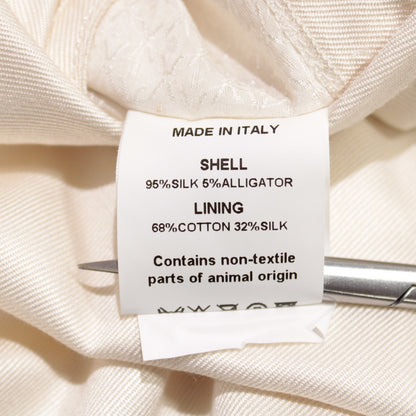 MADE IN ITALY
SHELL
95%SILK 5%ALLIGATOR
LINING
68%COTTON 32%SILK
Contains non-textile
parts of animal origin